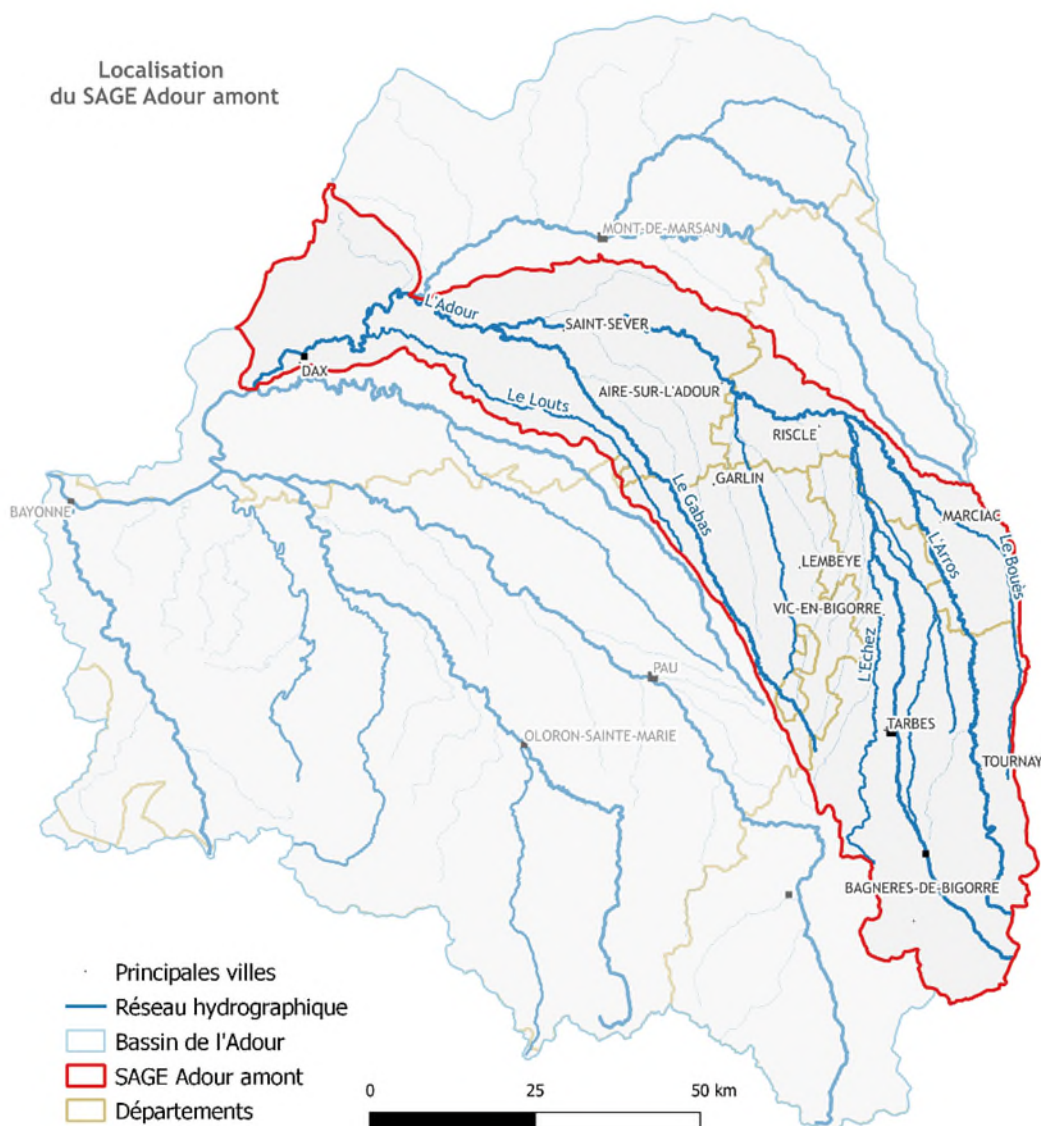 Localisation
du SAGE Adour amont
MONT-DE-MARSAN
L'Adour
SAINT-SEVER
DAX
AIRE-SUR-L'ADOUR
Le Louts
RISCLE
GARLIN
Le Gabas
BAYONNE
MARCIAC
L'Arros
Le Bouès
LEMBEYE
VIC-EN-BIGORRE
L'Echez
PAU
TARBES
OLORON-SAINTE-MARIE
TOURNAY
BAGNERES-DE-BIGORRE
Principales villes
Réseau hydrographique
Bassin de l'Adour
SAGE Adour amont
Départements
0 25 50 km